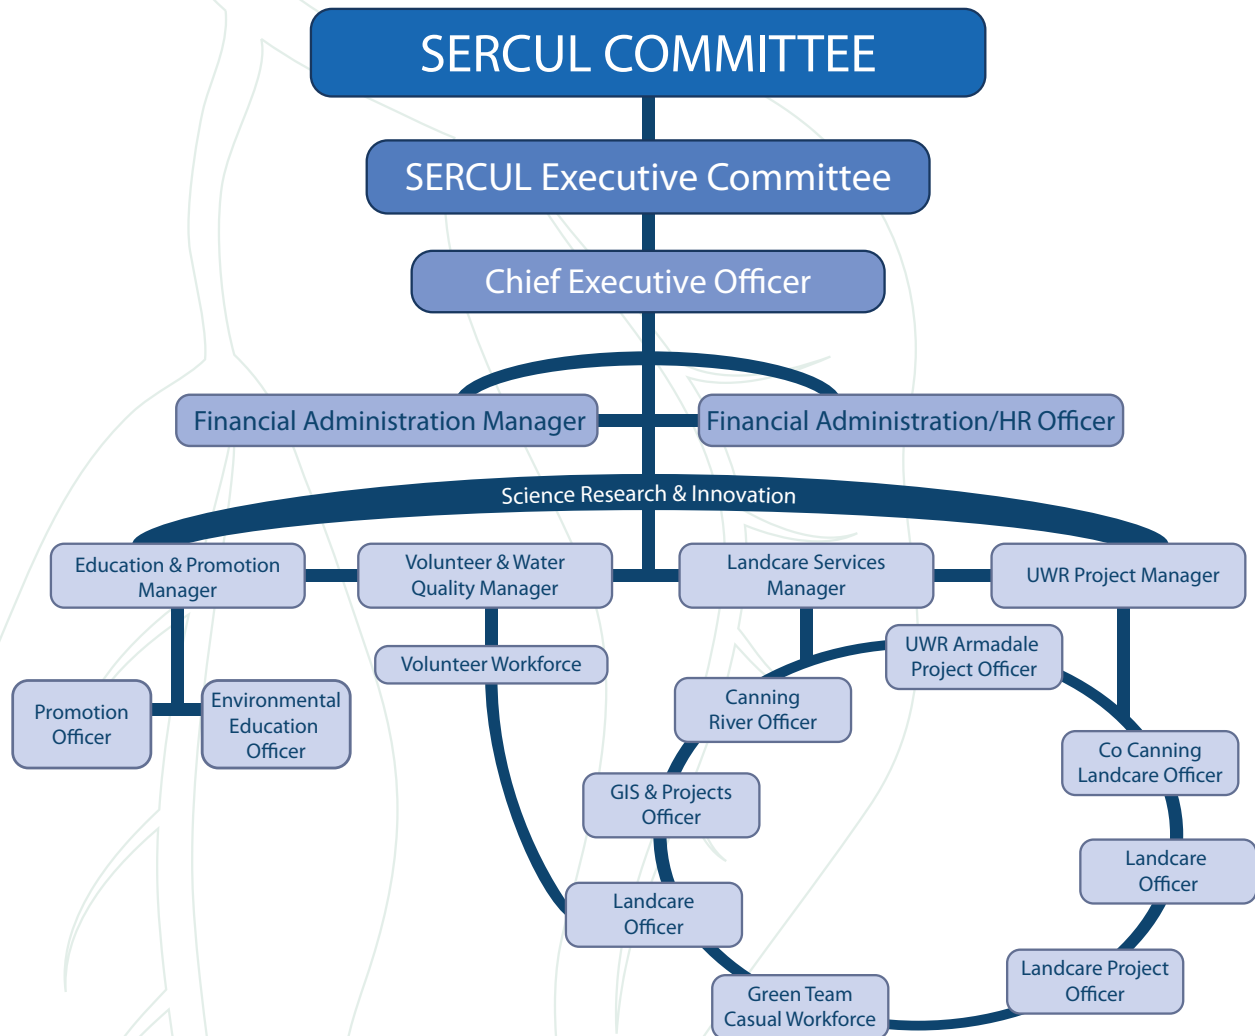 SERCUL COMMITTEE
SERCUL Executive Committee
Chief Executive Officer
Financial Administration Manager
Financial Administration/HR Officer
Science Research & Innovation
Education & Promotion
Manager
Volunteer & Water
Quality Manager
Landcare Services
Manager
UWR Project Manager
Volunteer Workforce
UWR Armadale
Project Officer
Promotion
Officer
Environmental
Education
Officer
Canning
River Officer
Co Canning
Landcare Officer
GIS & Projects
Officer
Landcare
Officer
Landcare
Officer
Landcare Project
Officer
Green Team
Casual Workforce